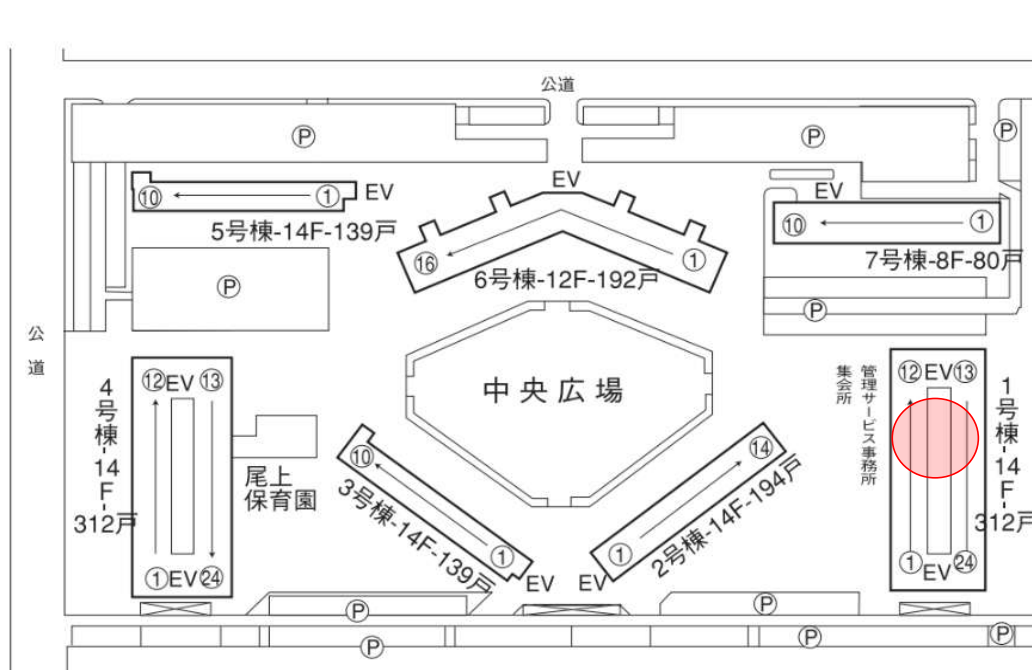 公道
Ⓟ
Ⓟ
Ⓟ
⑩
①
EV
5号棟-14F-139戸
EV
⑯
①
6号棟-12F-192戸
EV
⑩
①
7号棟-8F-80戸
Ⓟ
Ⓟ
公道
中央広場
4号棟-14F-312戸
⑫EV⑬
①EV㉔
尾上
保育園
⑩
①
3号棟-14F-139戸
EV
⑭
①
2号棟-14F-194戸
EV
管理サービス事務所
集会所
⑫EV⑬
①EV㉔
1号棟-14F-312戸
Ⓟ
Ⓟ
Ⓟ
Ⓟ
Ⓟ